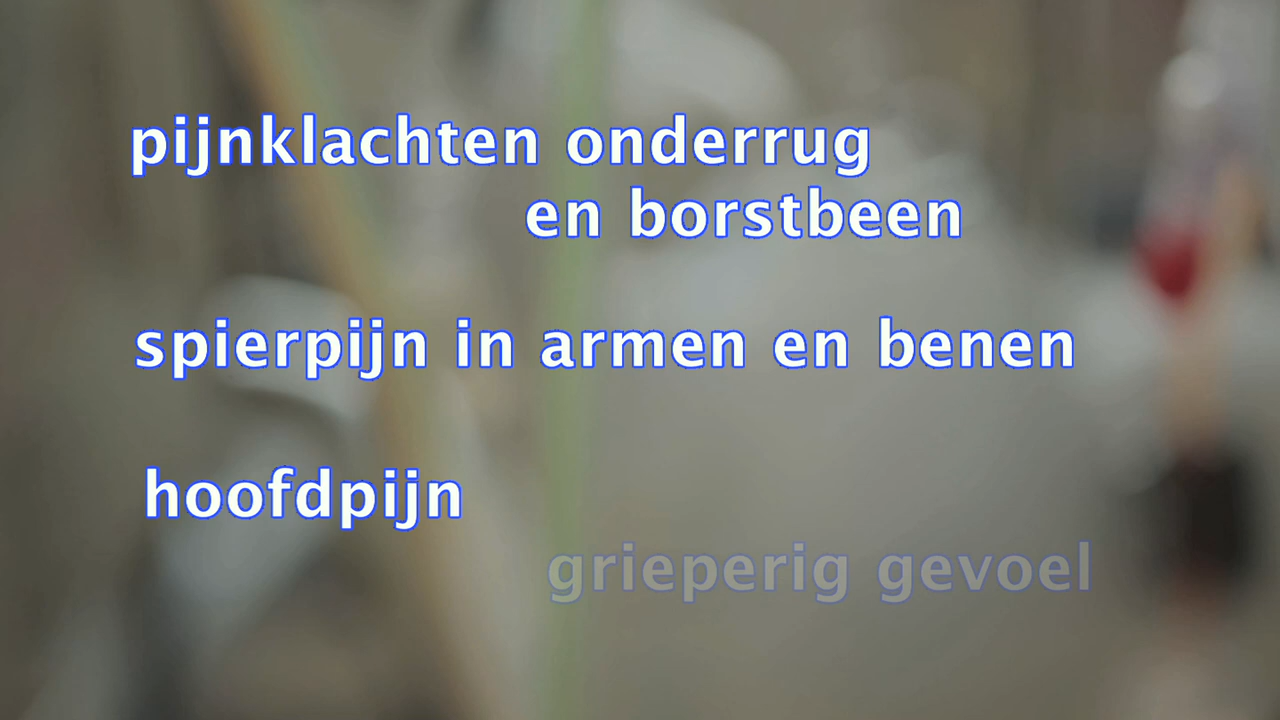 pijnklachten onderrug
en borstbeen
spierpijn in armen en benen
hoofdpijn
grieperig gevoel